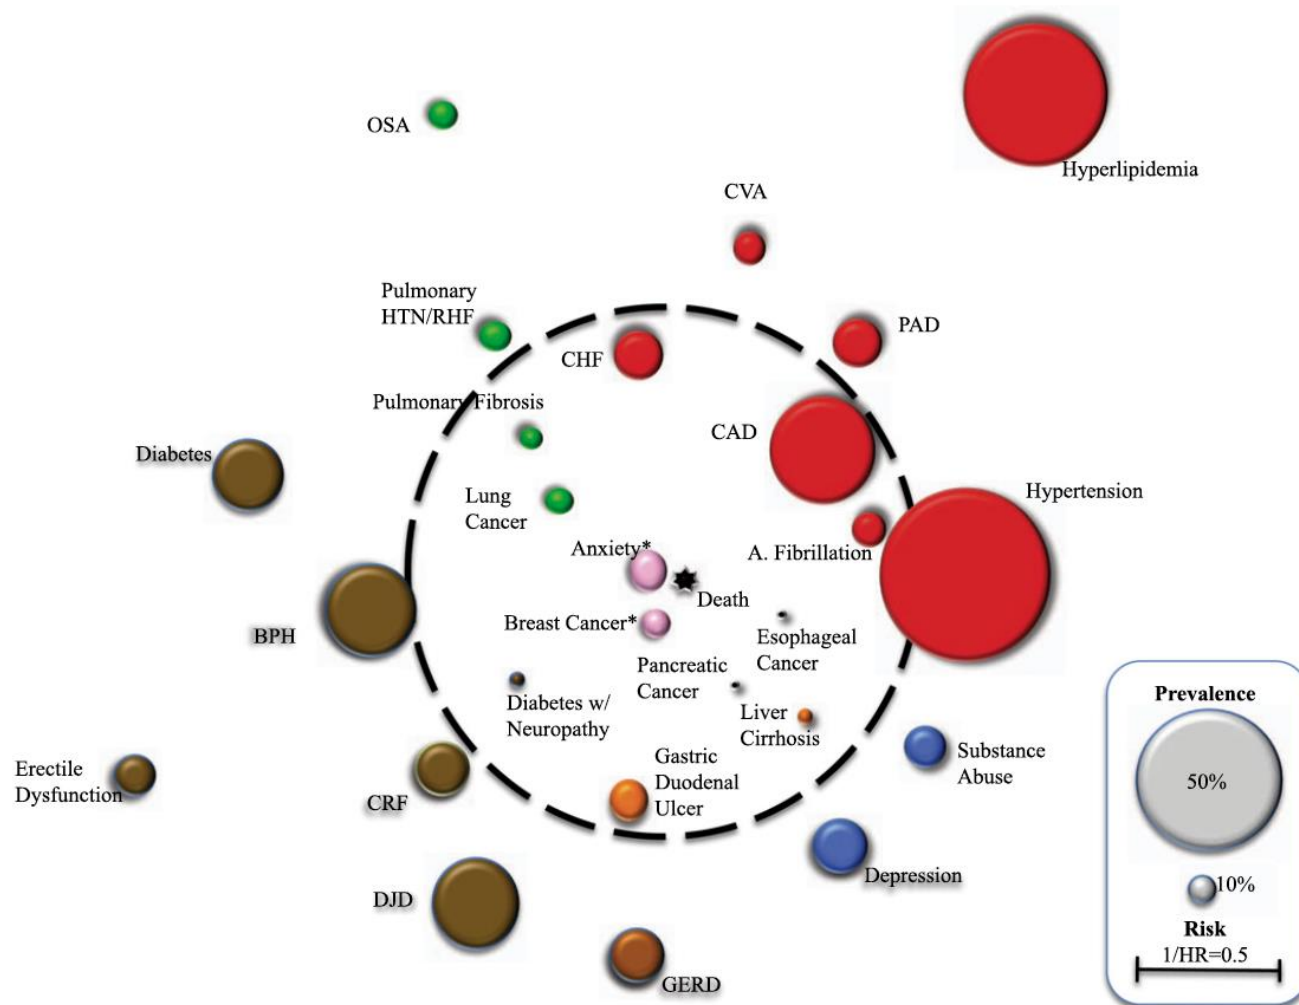 OSA
Hyperlipidemia
CVA
Pulmonary
HTN/RHF
PAD
CHF
Pulmonary Fibrosis
CAD
Diabetes
Hypertension
Lung
Cancer
Anxiety*
A. Fibrillation
Death
Breast Cancer*
BPH
Esophageal
Cancer
Pancreatic
Cancer
Diabetes w/
Neuropathy
Liver
Cirrhosis
Gastric
Duodenal
Ulcer
Substance
Abuse
Erectile
Dysfunction
CRF
Depression
DJD
GERD
Prevalence
50%
10%
Risk
1/HR=0.5